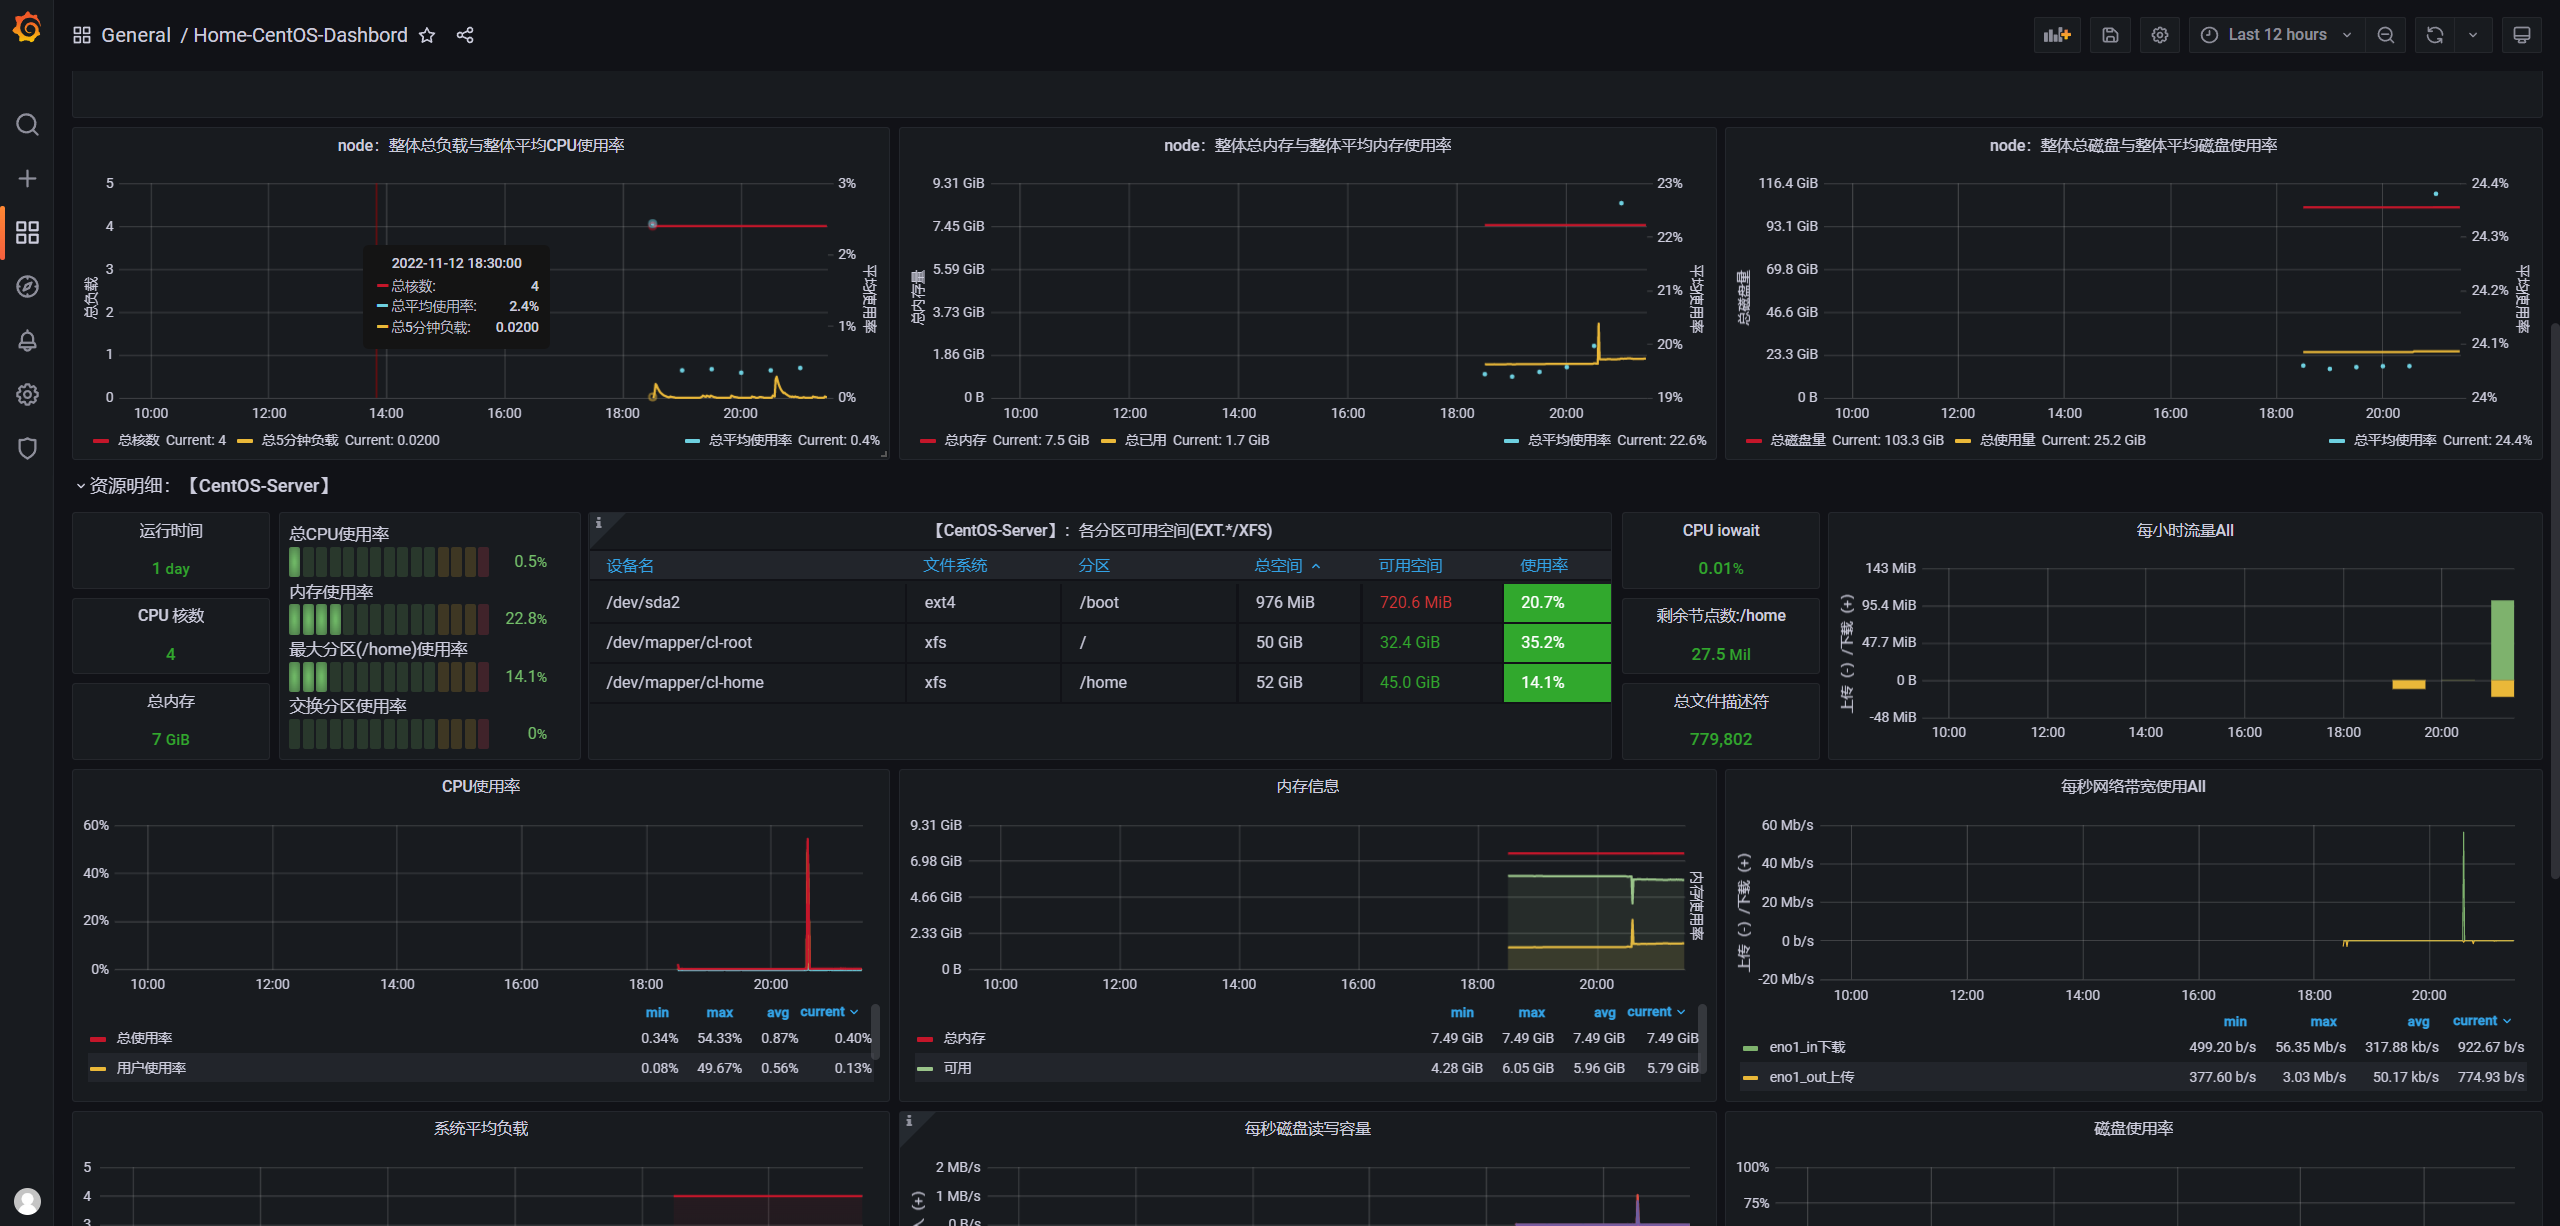 General / Home-CentOS-Dashbord
Last 12 hours
node：整体总负载与整体平均CPU使用率
5
4
3
2
1
0
3%
2%
1%
0%
总负载
平均使用率
2022-11-12 18:30:00
总核数: 4
总平均使用率: 2.4%
总5分钟负载: 0.0200
10:00 12:00 14:00 16:00 18:00 20:00
总核数 Current: 4 总5分钟负载 Current: 0.0200 总平均使用率 Current: 0.4%
node：整体总内存与整体平均内存使用率
9.31 GiB
7.45 GiB
5.59 GiB
3.73 GiB
1.86 GiB
0 B
23%
22%
21%
20%
19%
总内存量
平均使用率
10:00 12:00 14:00 16:00 18:00 20:00
总内存 Current: 7.5 GiB 总已用 Current: 1.7 GiB 总平均使用率 Current: 22.6%
node：整体总磁盘与整体平均磁盘使用率
116.4 GiB
93.1 GiB
69.8 GiB
46.6 GiB
23.3 GiB
0 B
24.4%
24.3%
24.2%
24.1%
24%
总磁盘量
平均使用率
10:00 12:00 14:00 16:00 18:00 20:00
总磁盘量 Current: 103.3 GiB 总使用量 Current: 25.2 GiB 总平均使用率 Current: 24.4%
资源明细：【CentOS-Server】
运行时间
1 day
CPU 核数
4
总内存
7 GiB
总CPU使用率
0.5%
内存使用率
22.8%
最大分区(/home)使用率
14.1%
交换分区使用率
0%
【CentOS-Server】：各分区可用空间(EXT.*/XFS)
设备名 文件系统 分区 总空间 可用空间 使用率
/dev/sda2 ext4 /boot 976 MiB 720.6 MiB 20.7%
/dev/mapper/cl-root xfs / 50 GiB 32.4 GiB 35.2%
/dev/mapper/cl-home xfs /home 52 GiB 45.0 GiB 14.1%
CPU iowait
0.01%
剩余节点数:/home
27.5 Mil
总文件描述符
779,802
每小时流量All
143 MiB
95.4 MiB
47.7 MiB
0 B
-48 MiB
上传（-）/下载（+）
10:00 12:00 14:00 16:00 18:00 20:00
CPU使用率
60%
40%
20%
0%
10:00 12:00 14:00 16:00 18:00 20:00
min max avg current
总使用率 0.34% 54.33% 0.87% 0.40%
用户使用率 0.08% 49.67% 0.56% 0.13%
内存信息
9.31 GiB
6.98 GiB
4.66 GiB
2.33 GiB
0 B
内存使用率
10:00 12:00 14:00 16:00 18:00 20:00
min max avg current
总内存 7.49 GiB 7.49 GiB 7.49 GiB 7.49 GiB
可用 4.28 GiB 6.05 GiB 5.96 GiB 5.79 GiB
每秒网络带宽使用All
60 Mb/s
40 Mb/s
20 Mb/s
0 b/s
-20 Mb/s
上传（-）/下载（+）
10:00 12:00 14:00 16:00 18:00 20:00
min max avg current
eno1_in下载 499.20 b/s 56.35 Mb/s 317.88 kb/s 922.67 b/s
eno1_out上传 377.60 b/s 3.03 Mb/s 50.17 kb/s 774.93 b/s
系统平均负载
5
4
3
每秒磁盘读写容量
2 MB/s
1 MB/s
0 B/s
（+）
磁盘使用率
100%
75%